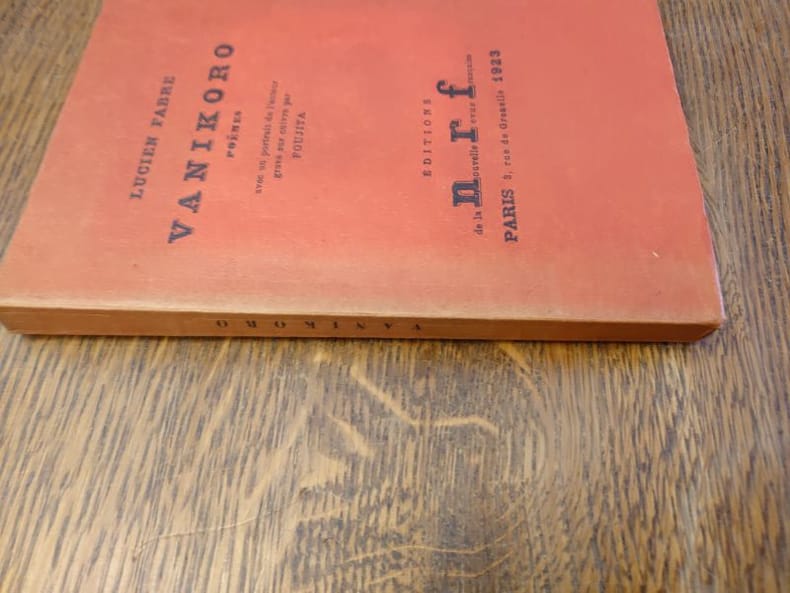 LUCIEN FABRE
VANIKORO
POÈMES
avec un portrait de l'auteur
gravé sur cuivre par
FOUJITA
ÉDITIONS
de la nouvelle revue française
PARIS 3, rue de Grenelle 1923
VANIKORO